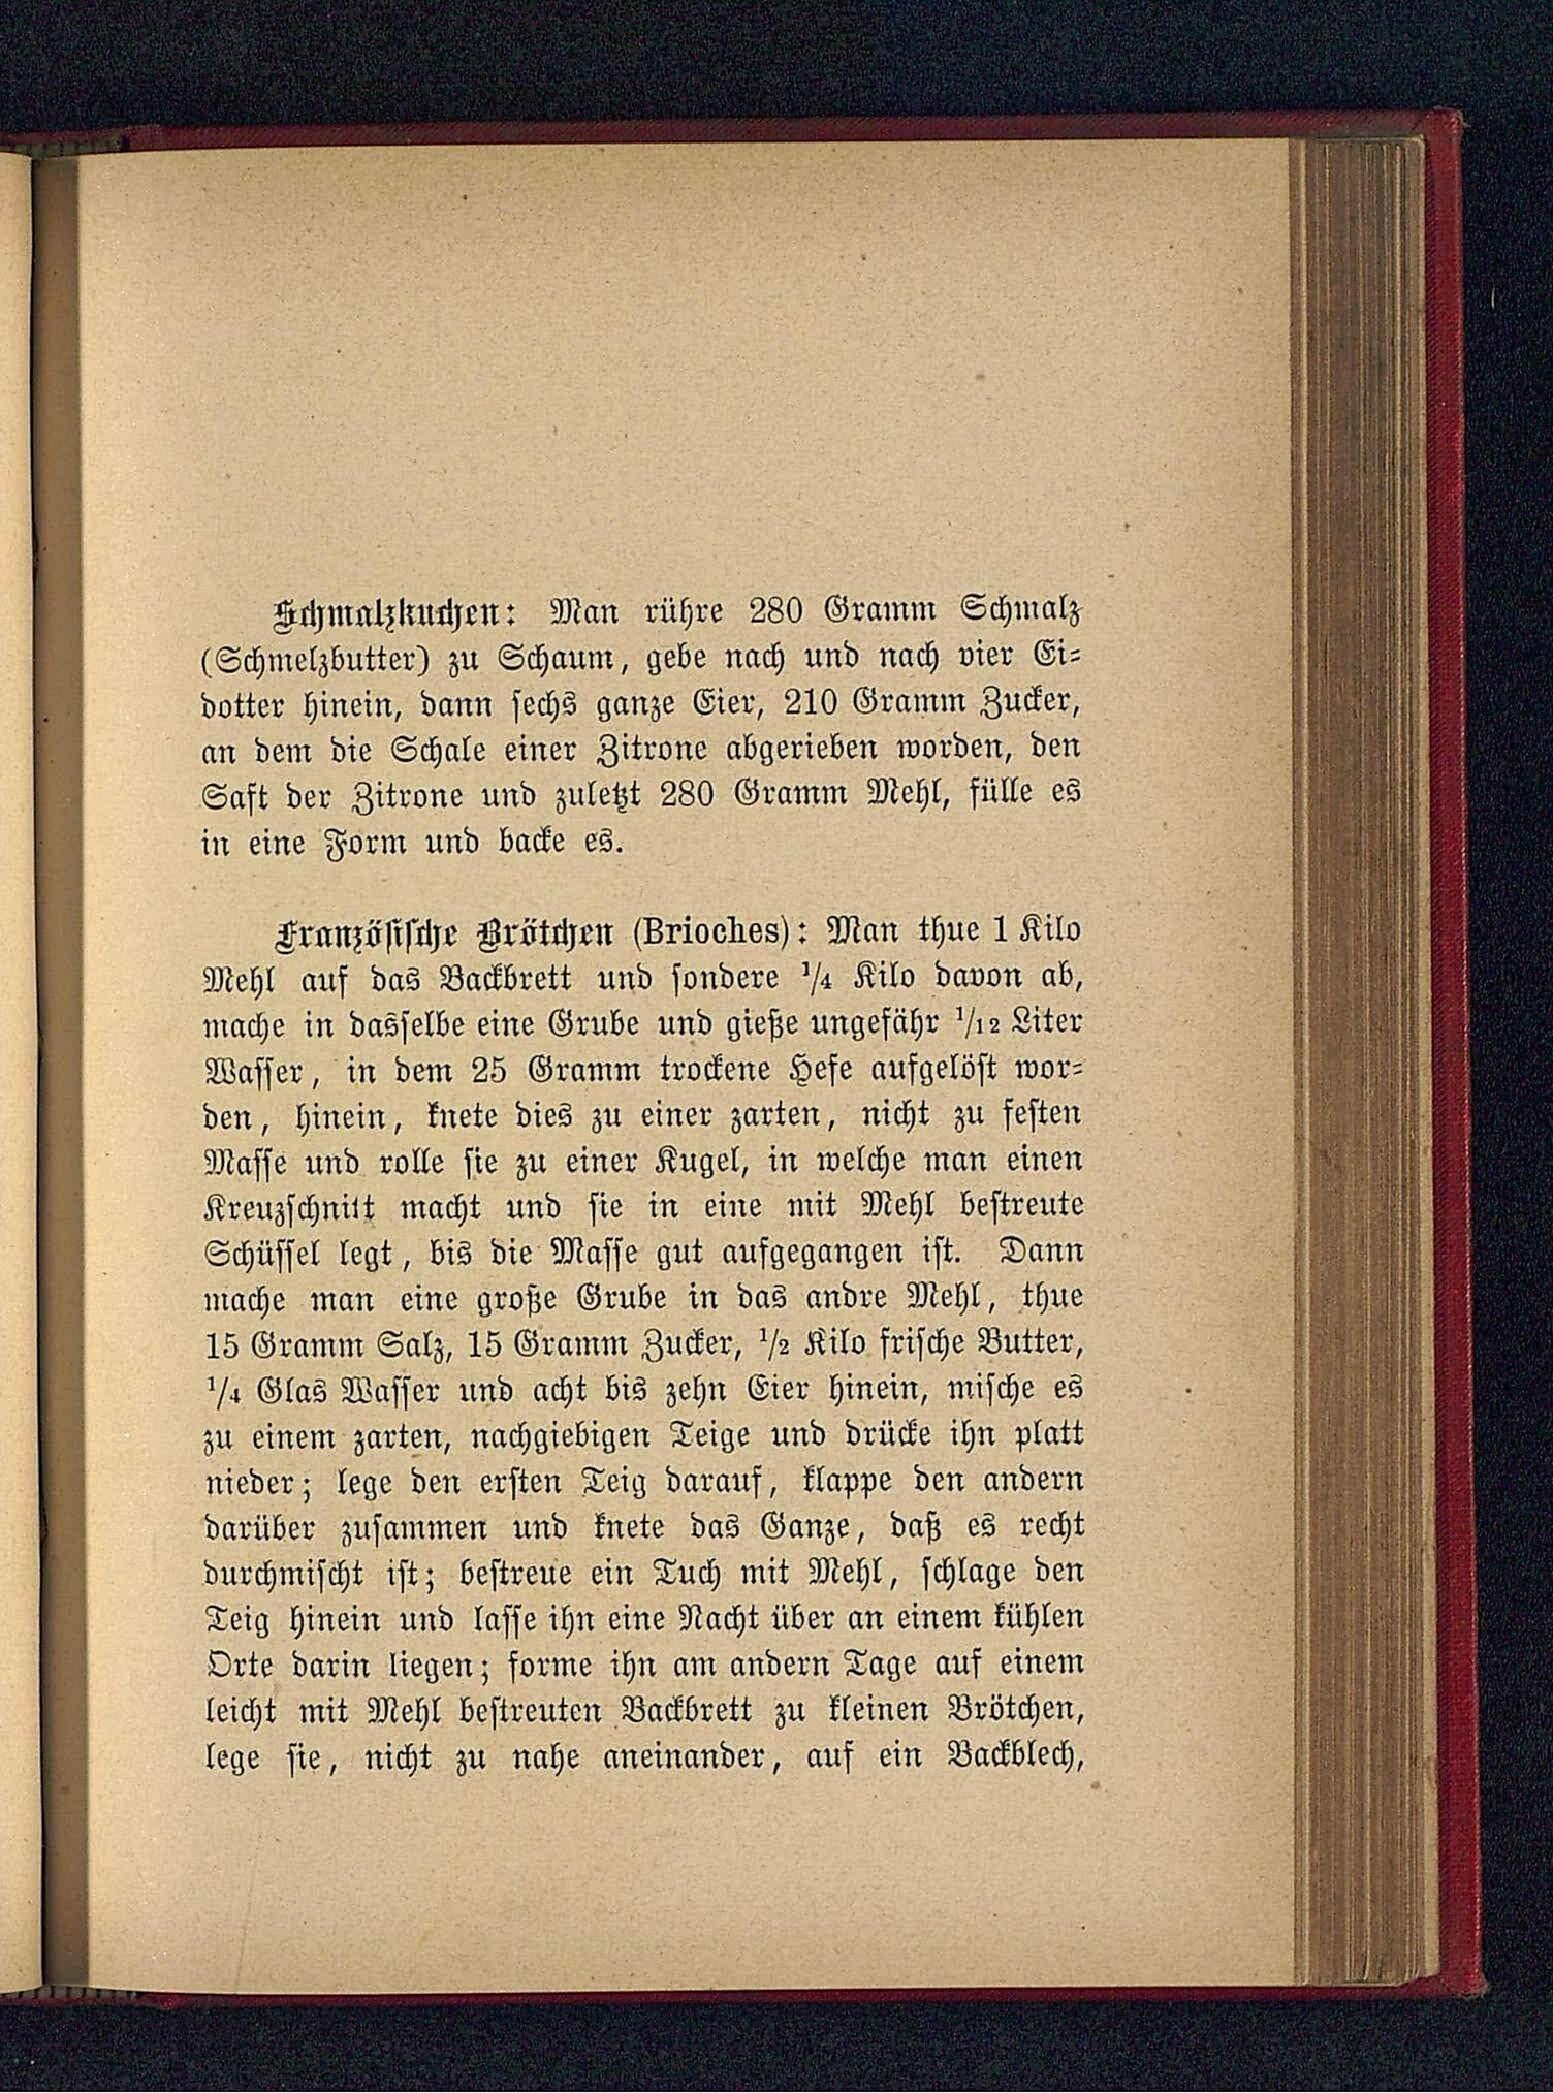 Schmalzkuchen: Man rühre 280 Gramm Schmalz
(Schmelzbutter) zu Schaum, gebe nach und nach vier Ei-
dotter hinein, dann sechs ganze Eier, 210 Gramm Zucker,
an dem die Schale einer Zitrone abgerieben worden, den
Saft der Zitrone und zuletzt 280 Gramm Mehl, fülle es
in eine Form und backe es.
Französische Brötchen (Brioches): Man thue 1 Kilo
Mehl auf das Backbrett und sondere 1/4 Kilo davon ab,
mache in dasselbe eine Grube und gieße ungefähr 1/12 Liter
Wasser, in dem 25 Gramm trockene Hefe aufgelöst wor-
den, hinein, knete dies zu einer zarten, nicht zu festen
Masse und rolle sie zu einer Kugel, in welche man einen
Kreuzschnitt macht und sie in eine mit Mehl bestreute
Schüssel legt, bis die Masse gut aufgegangen ist. Dann
mache man eine große Grube in das andre Mehl, thue
15 Gramm Salz, 15 Gramm Zucker, 1/2 Kilo frische Butter,
1/4 Glas Wasser und acht bis zehn Eier hinein, mische es
zu einem zarten, nachgiebigen Teige und drücke ihn platt
nieder; lege den ersten Teig darauf, klappe den andern
darüber zusammen und knete das Ganze, daß es recht
durchmischt ist; bestreue ein Tuch mit Mehl, schlage den
Teig hinein und lasse ihn eine Nacht über an einem kühlen
Orte darin liegen; forme ihn am andern Tage auf einem
leicht mit Mehl bestreuten Backbrett zu kleinen Brötchen,
lege sie, nicht zu nahe aneinander, auf ein Backblech,